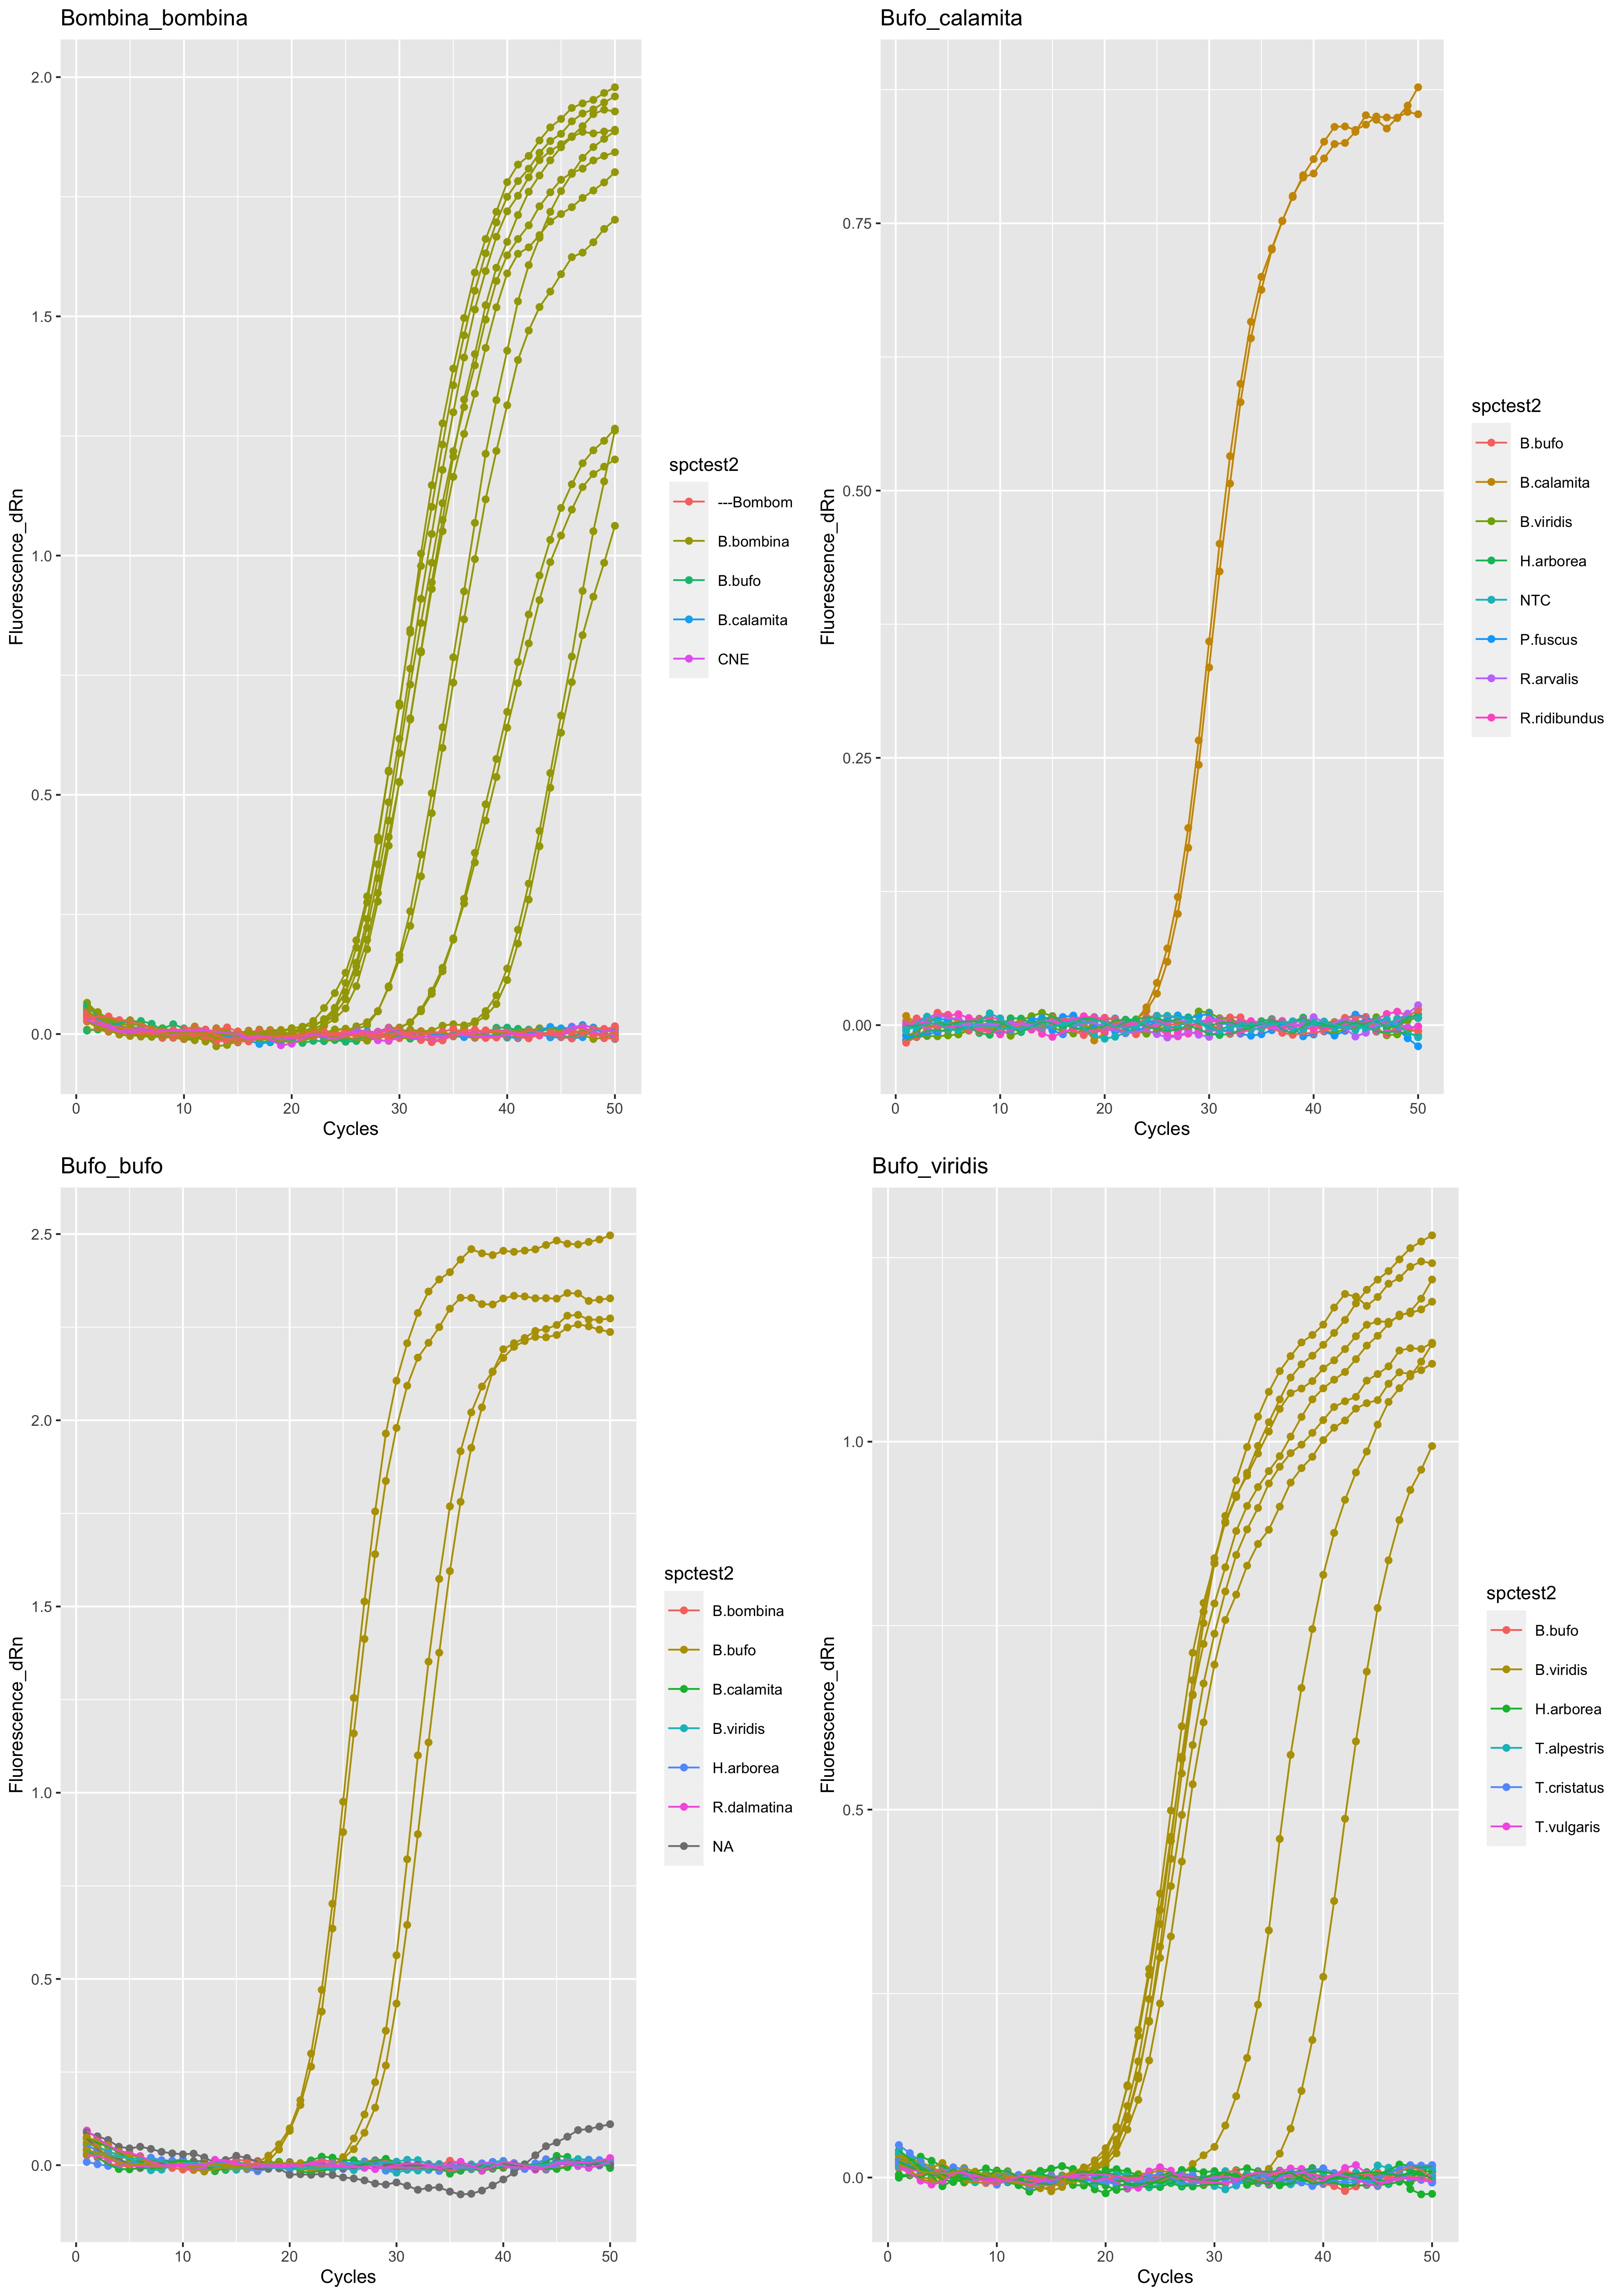 Bombina_bombina
Fluorescence_dRn
2.0
1.5
1.0
0.5
0.0
0 10 20 30 40 50
Cycles
spctest2
---Bombom
B.bombina
B.bufo
B.calamita
CNE
Bufo_calamita
Fluorescence_dRn
0.75
0.50
0.25
0.00
0 10 20 30 40 50
Cycles
spctest2
B.bufo
B.calamita
B.viridis
H.arborea
NTC
P.fuscus
R.arvalis
R.ridibundus
Bufo_bufo
Fluorescence_dRn
2.5
2.0
1.5
1.0
0.5
0.0
0 10 20 30 40 50
Cycles
spctest2
B.bombina
B.bufo
B.calamita
B.viridis
H.arborea
R.dalmatina
NA
Bufo_viridis
Fluorescence_dRn
1.0
0.5
0.0
0 10 20 30 40 50
Cycles
spctest2
B.bufo
B.viridis
H.arborea
T.alpestris
T.cristatus
T.vulgaris